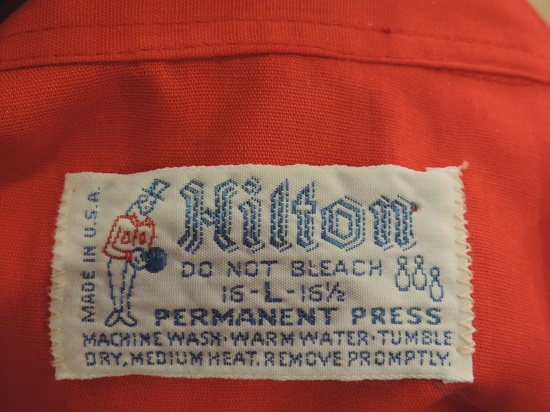 MADE IN U.S.A.
Hilton
DO NOT BLEACH
16-L-16½
PERMANENT PRESS
MACHINE WASH·WARM WATER·TUMBLE
DRY, MEDIUM HEAT. REMOVE PROMPTLY.